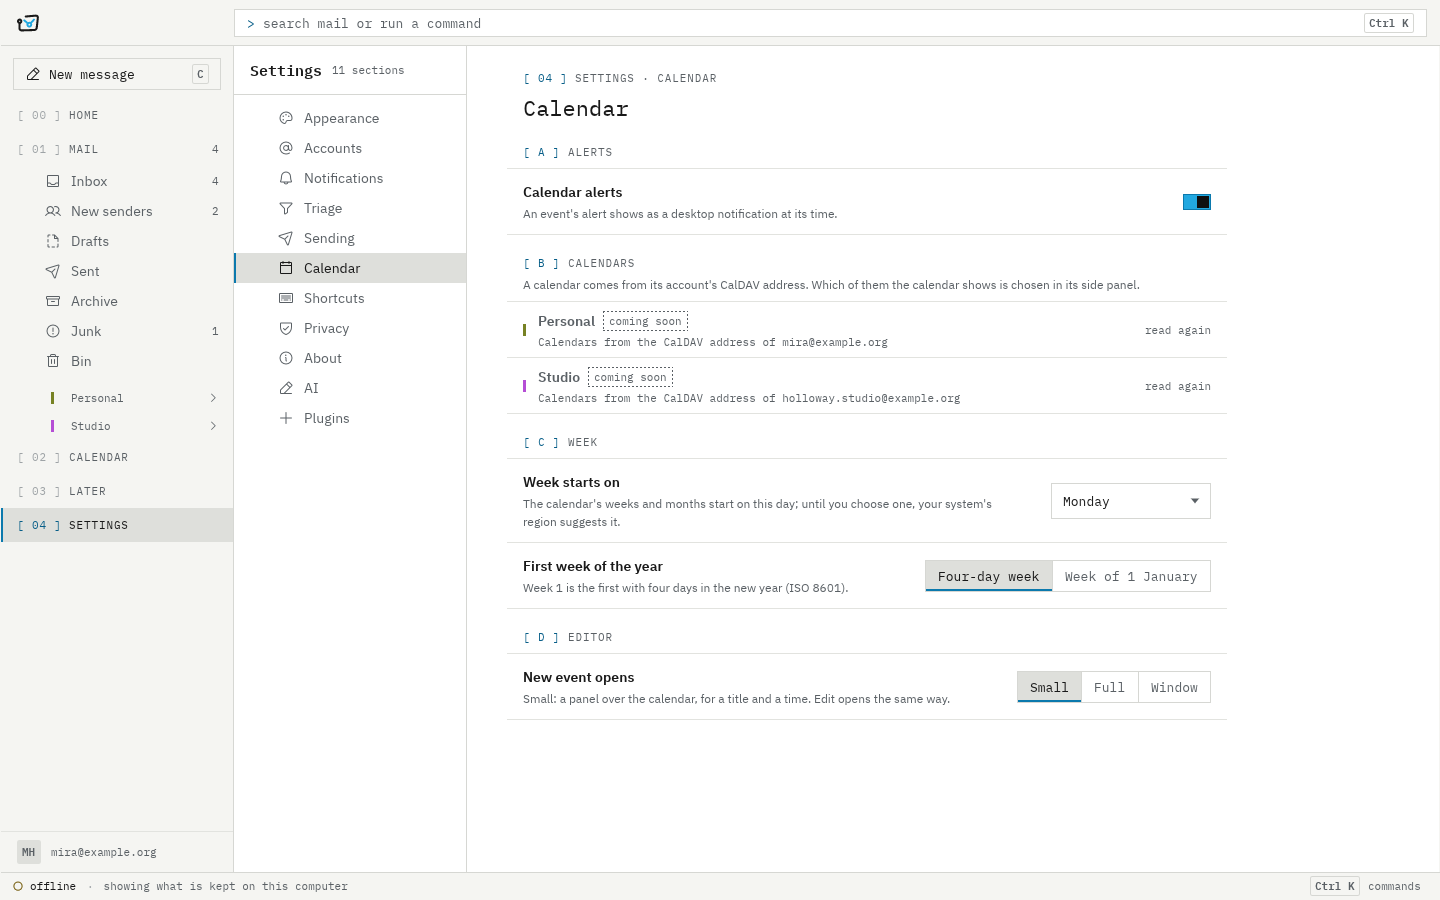 > search mail or run a command Ctrl K
New message C
[ 00 ] HOME
[ 01 ] MAIL 4
Inbox 4
New senders 2
Drafts
Sent
Archive
Junk 1
Bin
Personal
Studio
[ 02 ] CALENDAR
[ 03 ] LATER
[ 04 ] SETTINGS
MH mira@example.org
Settings 11 sections
Appearance
Accounts
Notifications
Triage
Sending
Calendar
Shortcuts
Privacy
About
AI
Plugins
[ 04 ] SETTINGS · CALENDAR
Calendar
[ A ] ALERTS
Calendar alerts
An event's alert shows as a desktop notification at its time.
[ B ] CALENDARS
A calendar comes from its account's CalDAV address. Which of them the calendar shows is chosen in its side panel.
Personal coming soon
Calendars from the CalDAV address of mira@example.org
read again
Studio coming soon
Calendars from the CalDAV address of holloway.studio@example.org
read again
[ C ] WEEK
Week starts on
The calendar's weeks and months start on this day; until you choose one, your system's
region suggests it.
Monday
First week of the year
Week 1 is the first with four days in the new year (ISO 8601).
Four-day week Week of 1 January
[ D ] EDITOR
New event opens
Small: a panel over the calendar, for a title and a time. Edit opens the same way.
Small Full Window
offline · showing what is kept on this computer
Ctrl K commands